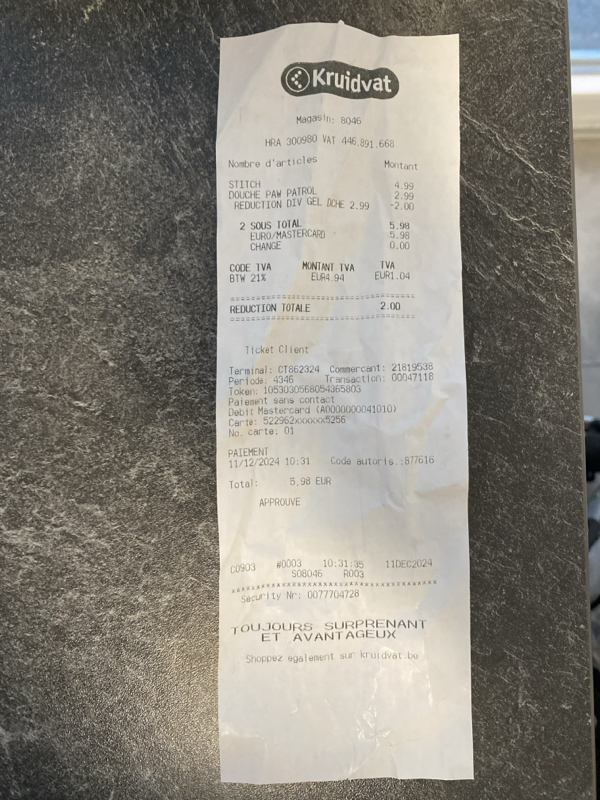 Kruidvat
Magasin: 8046
HRA 300980 VAT 446.891.668
Nombre d'articles Montant
STITCH 4.99
DOUCHE PAW PATROL 2.99
REDUCTION DIV GEL DCHE 2.99 -2.00
2 SOUS TOTAL 5.98
EURO/MASTERCARD 5.98
CHANGE 0.00
CODE TVA MONTANT TVA TVA
BTW 21% EUR4.94 EUR1.04
REDUCTION TOTALE 2.00
Ticket Client
Terminal: CT862324 Commercant: 21819538
Periode: 4346 Transaction: 00047118
Token: 1053030568054365803
Paiement sans contact
Debit Mastercard (A0000000041010)
Carte: 522962xxxxxx5256
No. carte: 01
PAIEMENT
11/12/2024 10:31 Code autoris.:877616
Total: 5,98 EUR
APPROUVE
C0903 #0003 10:31:35 11DEC2024
S08046 R003
Security Nr: 0077704728
TOUJOURS SURPRENANT
ET AVANTAGEUX
Shoppez egalement sur kruidvat.be